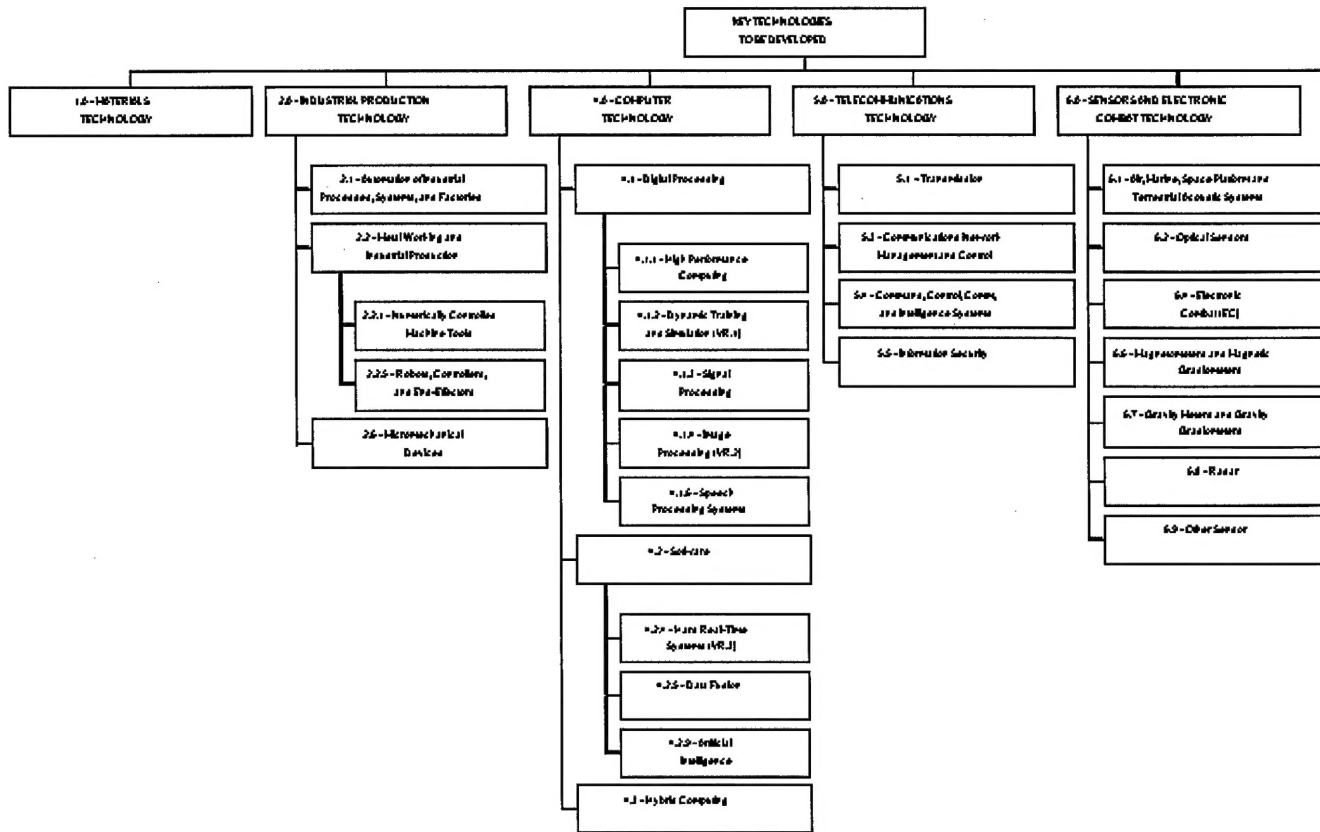 KEY TECHNOLOGIES
TO BE DEVELOPED
1.0 - MATERIALS
TECHNOLOGY
2.0 - INDUSTRIAL PRODUCTION
TECHNOLOGY
2.1 - Automation of Industrial
Processes, Systems, and Factories
2.2 - Metal Working and
Industrial Production
2.2.1 - Numerically Controlled
Machine Tools
2.2.5 - Robots, Controllers,
and End-Effectors
2.6 - Micromechanical
Devices
4.0 - COMPUTER
TECHNOLOGY
4.1 - Digital Processing
4.1.1 - High Performance
Computing
4.1.2 - Dynamic Training
and Simulation (VR.1)
4.1.3 - Signal
Processing
4.1.4 - Image
Processing (VR.2)
4.1.6 - Speech
Processing Systems
4.2 - Software
4.2.4 - Hard Real-Time
Systems (VR.3)
4.2.5 - Data Fusion
4.2.9 - Artificial
Intelligence
4.3 - Hybrid Computing
5.0 - TELECOMMUNICATIONS
TECHNOLOGY
5.1 - Transmission
5.3 - Communications Network
Management and Control
5.4 - Command, Control, Comm,
and Intelligence Systems
5.5 - Information Security
6.0 - SENSORS AND ELECTRONIC
COMBAT TECHNOLOGY
6.1 - Air, Marine, Space Platform and
Terrestrial Acoustic Systems
6.2 - Optical Sensors
6.4 - Electronic
Combat (EC)
6.6 - Magnetometers and Magnetic
Gradiometers
6.7 - Gravity Meters and Gravity
Gradiometers
6.8 - Radar
6.9 - Other Sensor